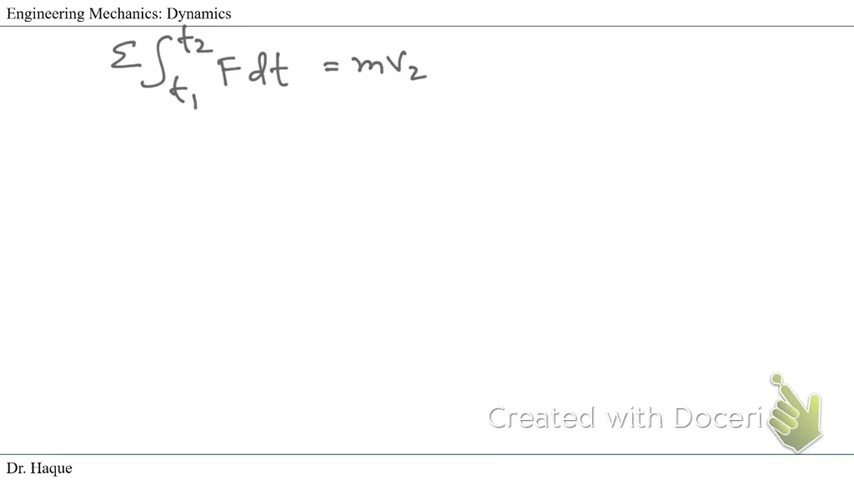 Engineering Mechanics: Dynamics
Σ∫_{t1}^{t2} F dt = mv₂
Created with Doceri
Dr. Haque